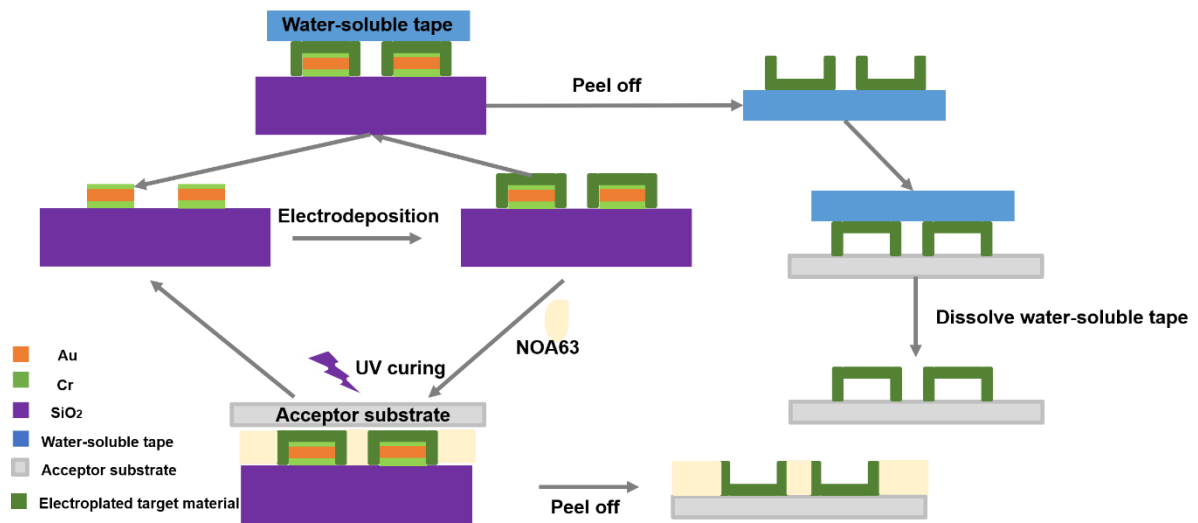 Water-soluble tape
Peel off
Electrodeposition
NOA63
Dissolve water-soluble tape
UV curing
Acceptor substrate
Au
Cr
SiO2
Water-soluble tape
Acceptor substrate
Electroplated target material
Peel off